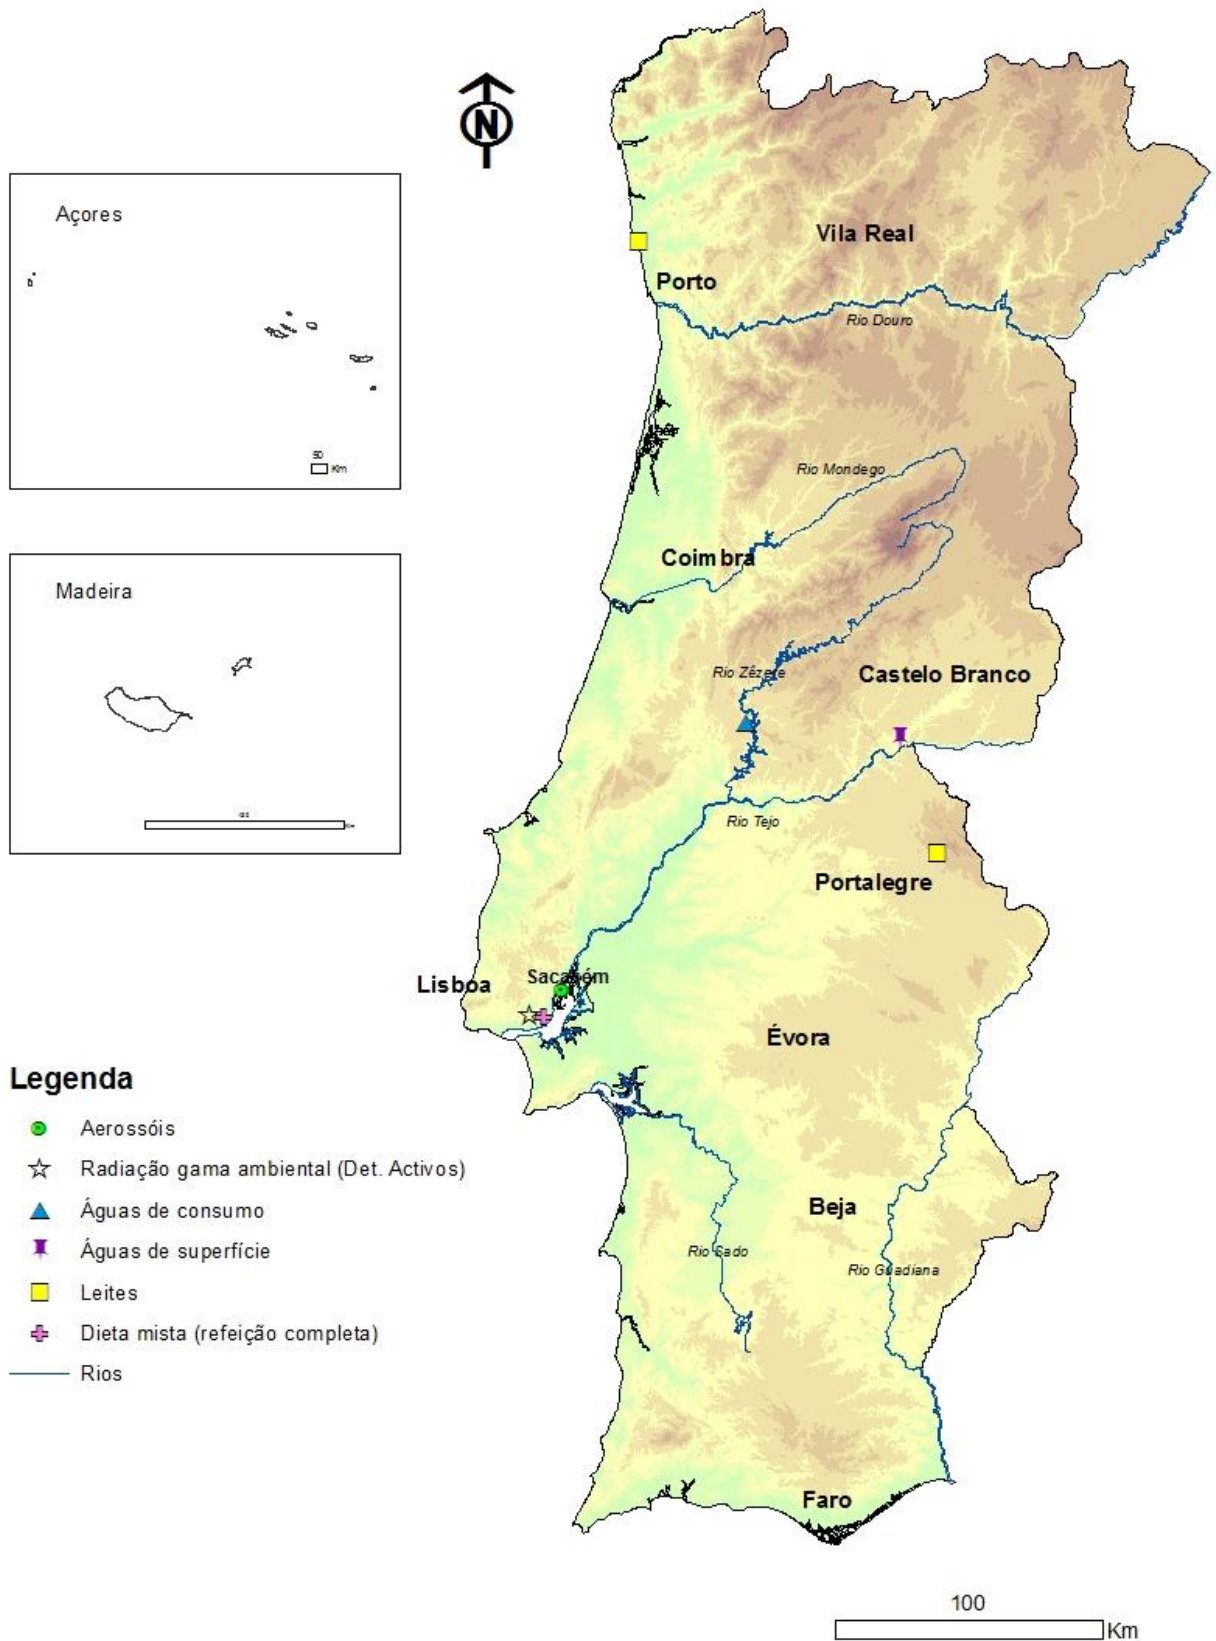 N
Açores
50
Km
Madeira
Km
Vila Real
Porto
Rio Douro
Rio Mondego
Coimbra
Rio Zêzere
Castelo Branco
Rio Tejo
Portalegre
Sacavém
Lisboa
Évora
Beja
Rio Sado
Rio Guadiana
Faro
Legenda
Aerossóis
Radiação gama ambiental (Det. Activos)
Águas de consumo
Águas de superfície
Leites
Dieta mista (refeição completa)
Rios
100
Km